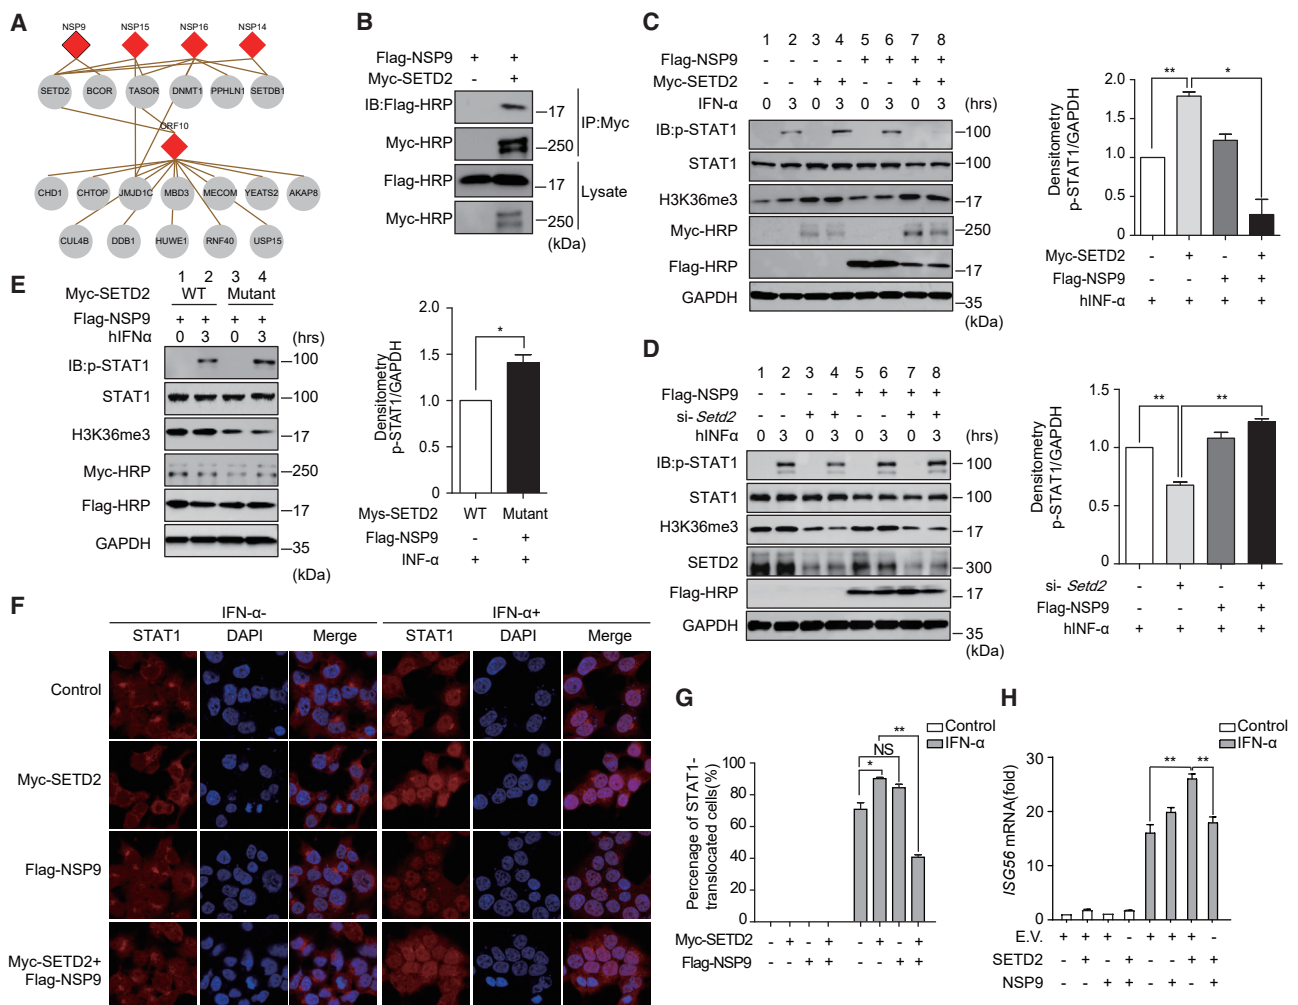 A
NSP9 NSP15 NSP16 NSP14
SETD2 BCOR TASOR DNMT1 PPHLN1 SETDB1
ORF10
CHD1 CHTOP JMJD1C MBD3 MECOM YEATS2 AKAP8
CUL4B DDB1 HUWE1 RNF40 USP15
B
Flag-NSP9 + +
Myc-SETD2 - +
IB:Flag-HRP 17
Myc-HRP 250
IP:Myc
Flag-HRP 17
Myc-HRP 250
Lysate
(kDa)
C
1 2 3 4 5 6 7 8
Flag-NSP9 - - - - + + + +
Myc-SETD2 - - + + - - + +
IFN-α 0 3 0 3 0 3 0 3 (hrs)
IB:p-STAT1 100
STAT1 100
H3K36me3 17
Myc-HRP 250
Flag-HRP 17
GAPDH 35
(kDa)
Densitometry
p-STAT1/GAPDH
2.0
1.5
1.0
0.5
0
** *
Myc-SETD2 - + - +
Flag-NSP9 - - + +
hINF-α + + + +
D
1 2 3 4 5 6 7 8
Flag-NSP9 - - - - + + + +
si- Setd2 - - + + - - + +
hINFα 0 3 0 3 0 3 0 3 (hrs)
IB:p-STAT1 100
STAT1 100
H3K36me3 17
SETD2 300
Flag-HRP 17
GAPDH 35
(kDa)
Densitometry
p-STAT1/GAPDH
1.5
1.0
0.5
0
** **
si- Setd2 - + - +
Flag-NSP9 - - + +
hINF-α + + + +
E
1 2 3 4
Myc-SETD2 WT Mutant
Flag-NSP9 + + + +
hIFNα 0 3 0 3 (hrs)
IB:p-STAT1 100
STAT1 100
H3K36me3 17
Myc-HRP 250
Flag-HRP 17
GAPDH 35
(kDa)
Densitometry
p-STAT1/GAPDH
2.0
1.5
1.0
0.5
0
*
Mys-SETD2 WT Mutant
Flag-NSP9 - +
INF-α + +
F
IFN-α- IFN-α+
STAT1 DAPI Merge STAT1 DAPI Merge
Control
Myc-SETD2
Flag-NSP9
Myc-SETD2+
Flag-NSP9
G
Control
IFN-α
Percentage of STAT1-
translocated cells(%)
100
80
60
40
20
0
**
NS
*
Myc-SETD2 - + - + - + - +
Flag-NSP9 - - + + - - + +
H
Control
IFN-α
ISG56 mRNA(fold)
30
20
10
0
** **
E.V. + + + - + + + -
SETD2 - + - + - - + +
NSP9 - - + + - + - +